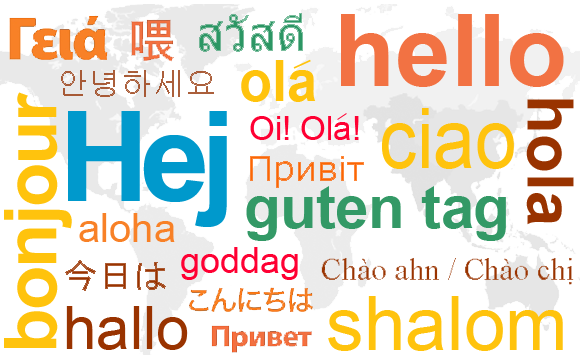 Γειά
喂
สวัสดี
hello
안녕하세요
olá
bonjour
Hej
Oi! Olá!
ciao
hola
Привіт
guten tag
aloha
goddag
今日は
Chào ahn / Chào chị
こんにちは
hallo
Привет
shalom